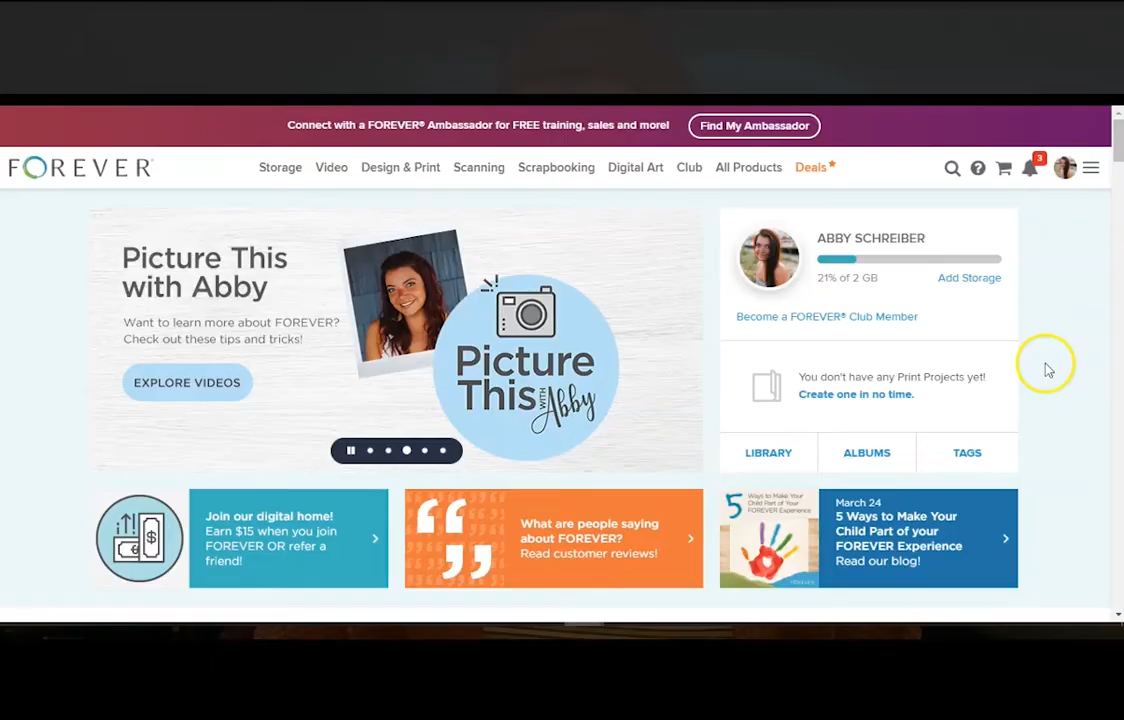 Connect with a FOREVER® Ambassador for FREE training, sales and more!
Find My Ambassador
FOREVER®
Storage
Video
Design & Print
Scanning
Scrapbooking
Digital Art
Club
All Products
Deals*
3
Picture This
with Abby
Want to learn more about FOREVER?
Check out these tips and tricks!
EXPLORE VIDEOS
Picture
This WITH Abby
ABBY SCHREIBER
21% of 2 GB
Add Storage
Become a FOREVER® Club Member
You don't have any Print Projects yet!
Create one in no time.
LIBRARY
ALBUMS
TAGS
Join our digital home!
Earn $15 when you join
FOREVER OR refer a
friend!
What are people saying
about FOREVER?
Read customer reviews!
5 Ways to Make Your
Child Part of Your
FOREVER Experience
March 24
5 Ways to Make Your
Child Part of your
FOREVER Experience
Read our blog!